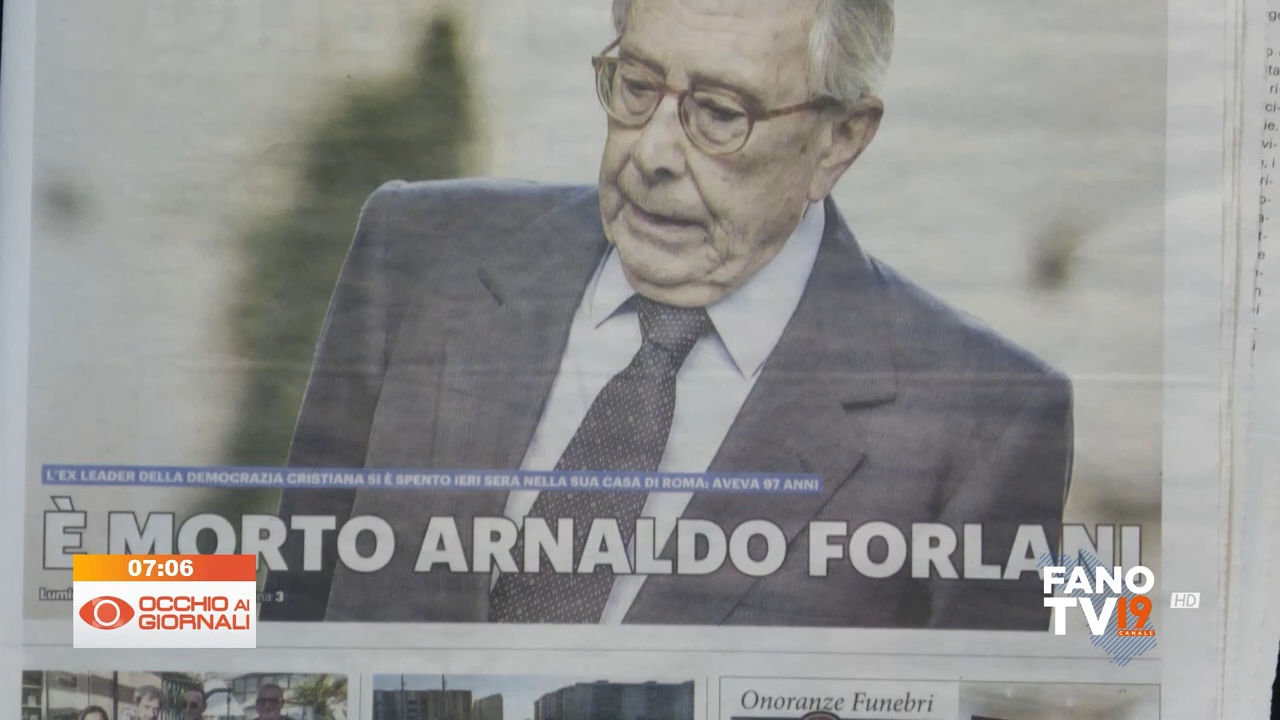 L'EX LEADER DELLA DEMOCRAZIA CRISTIANA SI È SPENTO IERI SERA NELLA SUA CASA DI ROMA: AVEVA 97 ANNI
È MORTO ARNALDO FORLANI
3
07:06
OCCHIO AI
GIORNALI
FANO
TV19
CANALE
HD
Onoranze Funebri